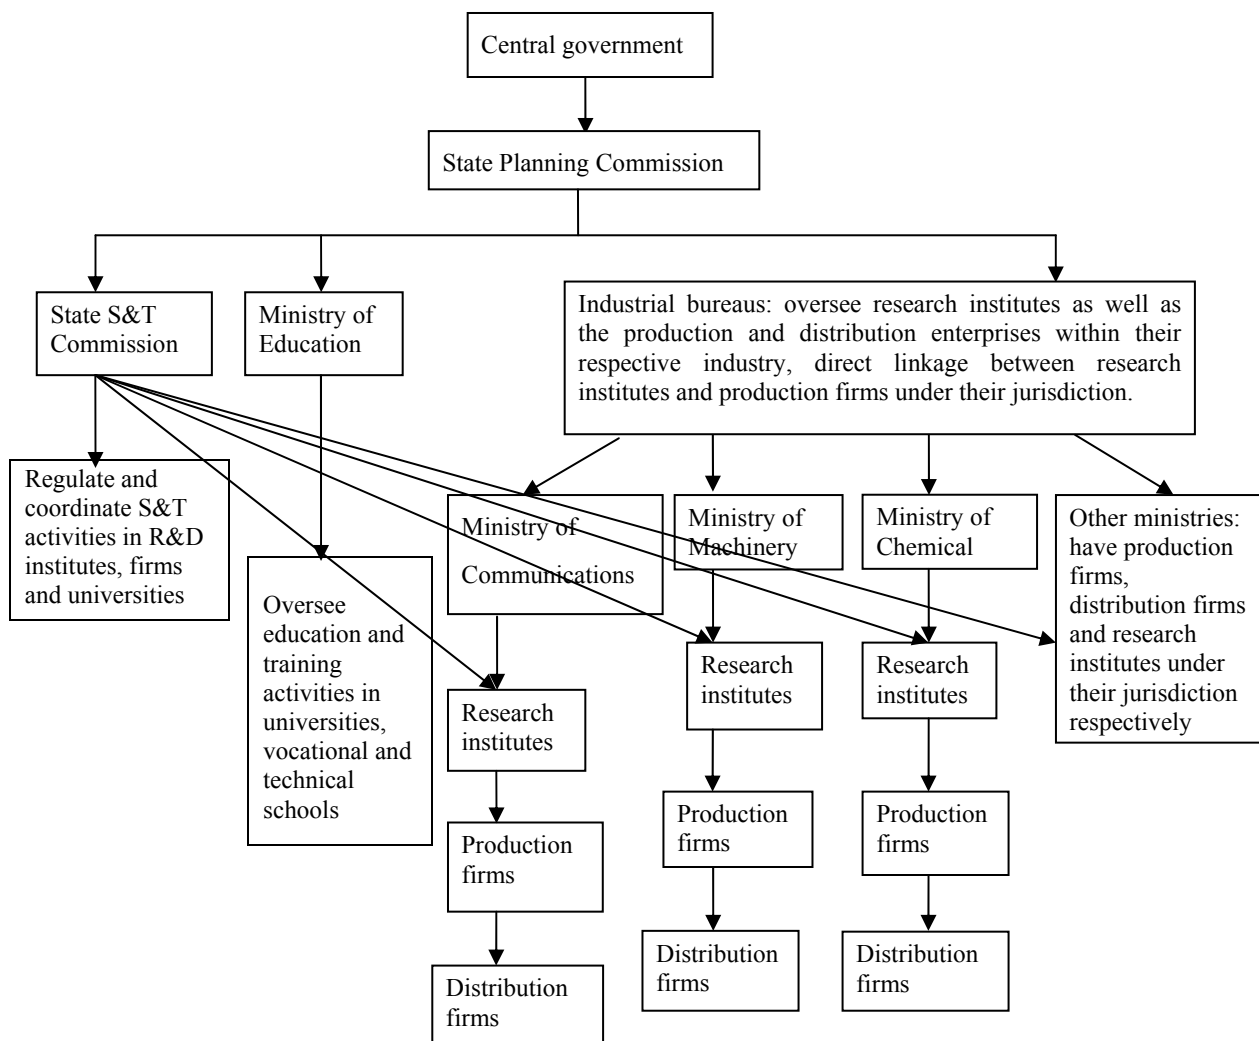 Central government
State Planning Commission
State S&T
Commission
Ministry of
Education
Industrial bureaus: oversee research institutes as well as
the production and distribution enterprises within their
respective industry, direct linkage between research
institutes and production firms under their jurisdiction.
Regulate and
coordinate S&T
activities in R&D
institutes, firms
and universities
Oversee
education and
training
activities in
universities,
vocational and
technical
schools
Ministry of
Communications
Ministry of
Machinery
Ministry of
Chemical
Other ministries:
have production
firms,
distribution firms
and research
institutes under
their jurisdiction
respectively
Research
institutes
Research
institutes
Research
institutes
Production
firms
Production
firms
Production
firms
Distribution
firms
Distribution
firms
Distribution
firms